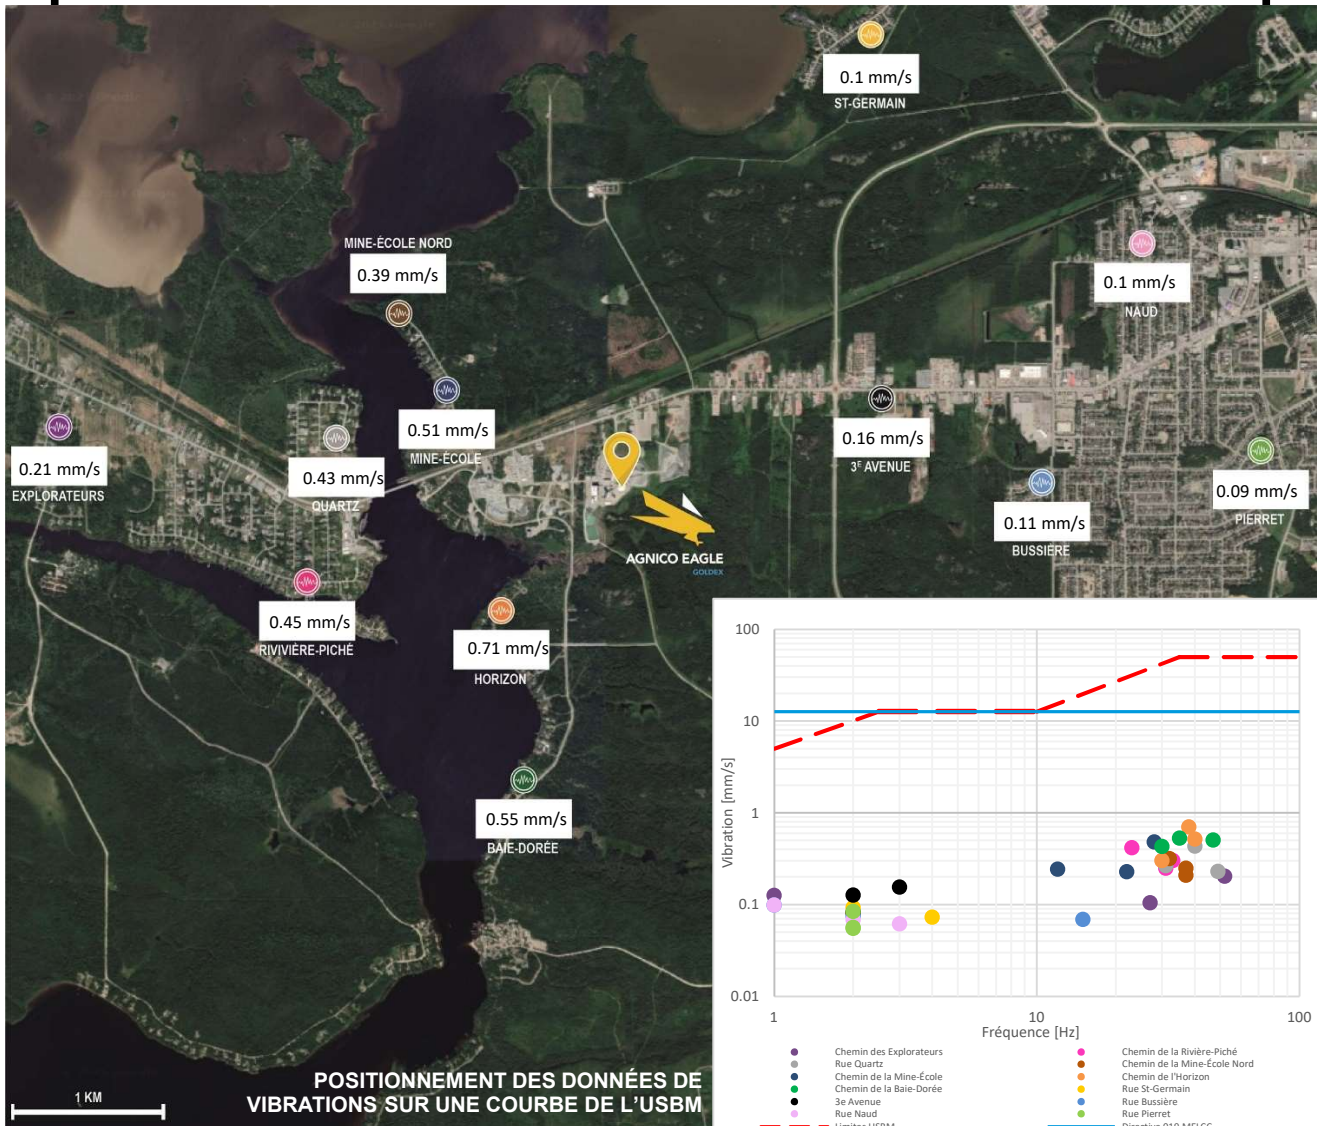 0.1 mm/s
ST-GERMAIN
MINE-ÉCOLE NORD
0.39 mm/s
0.1 mm/s
NAUD
0.51 mm/s
MINE-ÉCOLE
0.21 mm/s
EXPLORATEURS
0.43 mm/s
QUARTZ
0.16 mm/s
3E AVENUE
0.11 mm/s
BUSSIÈRE
0.09 mm/s
PIERRET
AGNICO EAGLE
GOLDEX
0.45 mm/s
RIVIVIÈRE-PICHÉ
0.71 mm/s
HORIZON
0.55 mm/s
BAIE-DORÉE
100
10
1
0.1
0.01
Vibration [mm/s]
1
10
100
Fréquence [Hz]
Chemin des Explorateurs
Chemin de la Rivière-Piché
Rue Quartz
Chemin de la Mine-École Nord
Chemin de la Mine-École
Chemin de l'Horizon
Chemin de la Baie-Dorée
Rue St-Germain
3e Avenue
Rue Bussière
Rue Naud
Rue Pierret
Limites USBM
Directive 019 MELCC
1 KM
POSITIONNEMENT DES DONNÉES DE
VIBRATIONS SUR UNE COURBE DE L'USBM